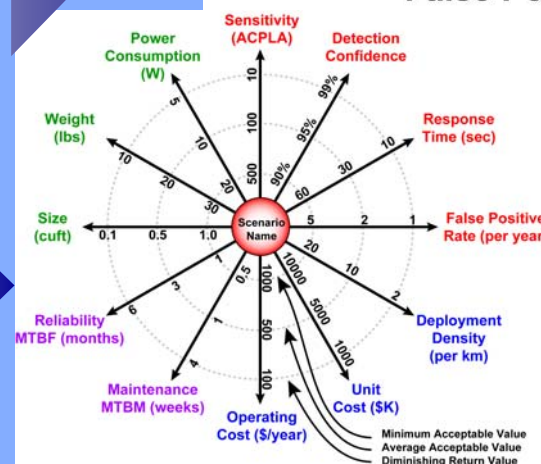 Sensitivity
(ACPLA)
10
100
500
Detection
Confidence
99%
95%
90%
Response
Time (sec)
10
30
60
False Positive
Rate (per year
5
2
1
Deployment
Density
(per km)
20
10
2
Unit
Cost ($K)
10000
5000
1000
Operating
Cost ($/year)
1000
500
100
Maintenance
MTBM (weeks)
0.5
1
4
Reliability
MTBF (months)
1
3
6
Size
(cuft)
0.1
0.5
1.0
Weight
(lbs)
10
20
30
Power
Consumption
(W)
5
10
20
Scenario
Name
Minimum Acceptable Value
Average Acceptable Value
Diminishing Return Value